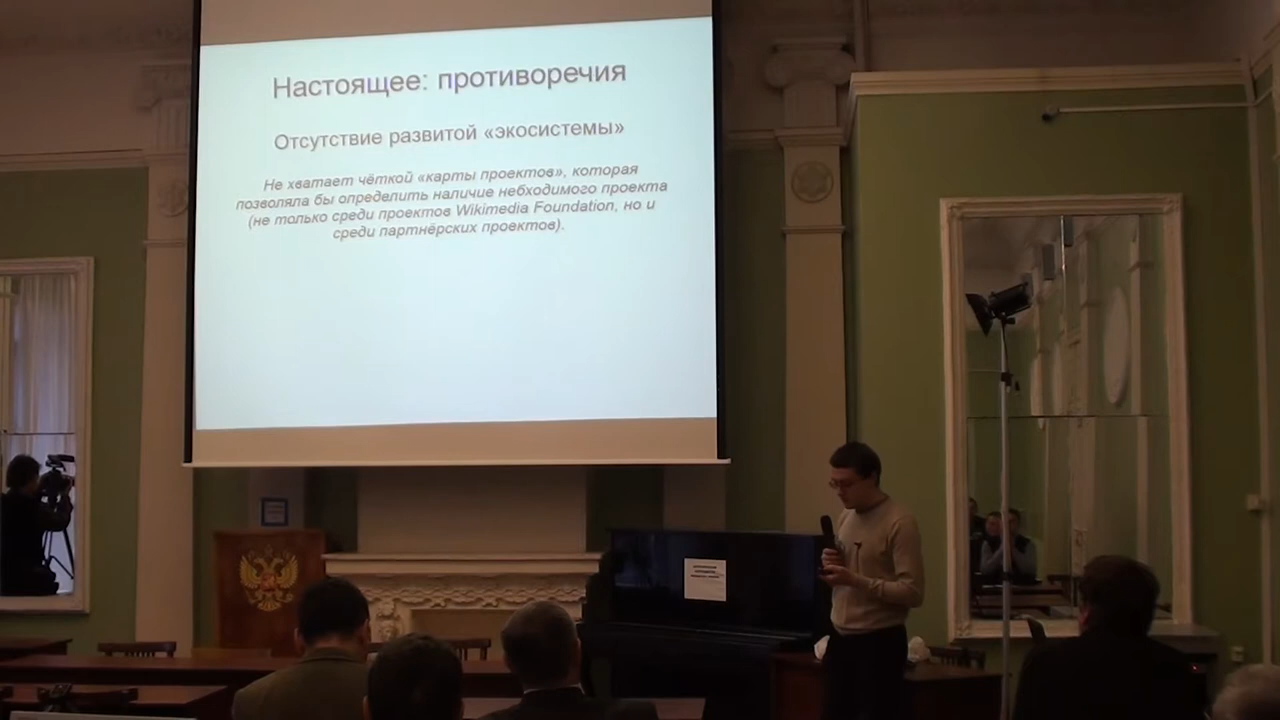 Настоящее: противоречия
Отсутствие развитой «экосистемы»
Не хватает чёткой «карты проектов», которая
позволяла бы определить наличие небходимого проекта
(не только среди проектов Wikimedia Foundation, но и
среди партнёрских проектов).